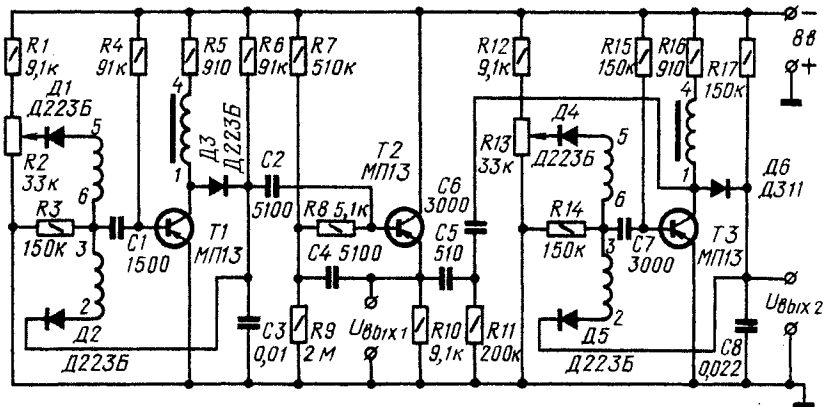 R1
9,1к
R4
91к
R5
910
R6
91к
R7
510к
R12
9,1к
R15
150к
R16
910
R17
150к
−
8в
+
Д1
Д223Б
5
R2
33к
6
R3
150к
3
2
Д2
Д223Б
C1
1500
4
1
Д3
Д223Б
T1
МП13
C2
5100
R8 5,1к
T2
МП13
C4 5100
C3
0,01
R9
2 М
Uвых1
R10
9,1к
C5
510
R11
200к
C6
3000
R13
33к
Д4
Д223Б
5
6
R14
150к
3
2
Д5
Д223Б
C7
3000
4
1
Д6
Д311
T3
МП13
Uвых2
C8
0,022